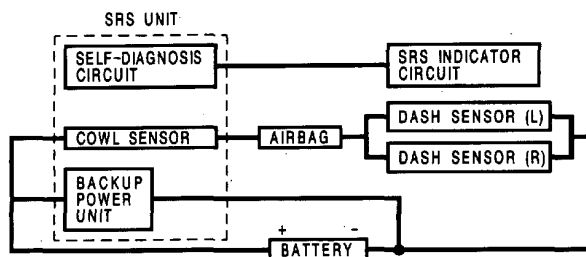 SRS UNIT
SELF-DIAGNOSIS
CIRCUIT
SRS INDICATOR
CIRCUIT
COWL SENSOR
AIRBAG
DASH SENSOR (L)
DASH SENSOR (R)
BACKUP
POWER
UNIT
+ -
BATTERY